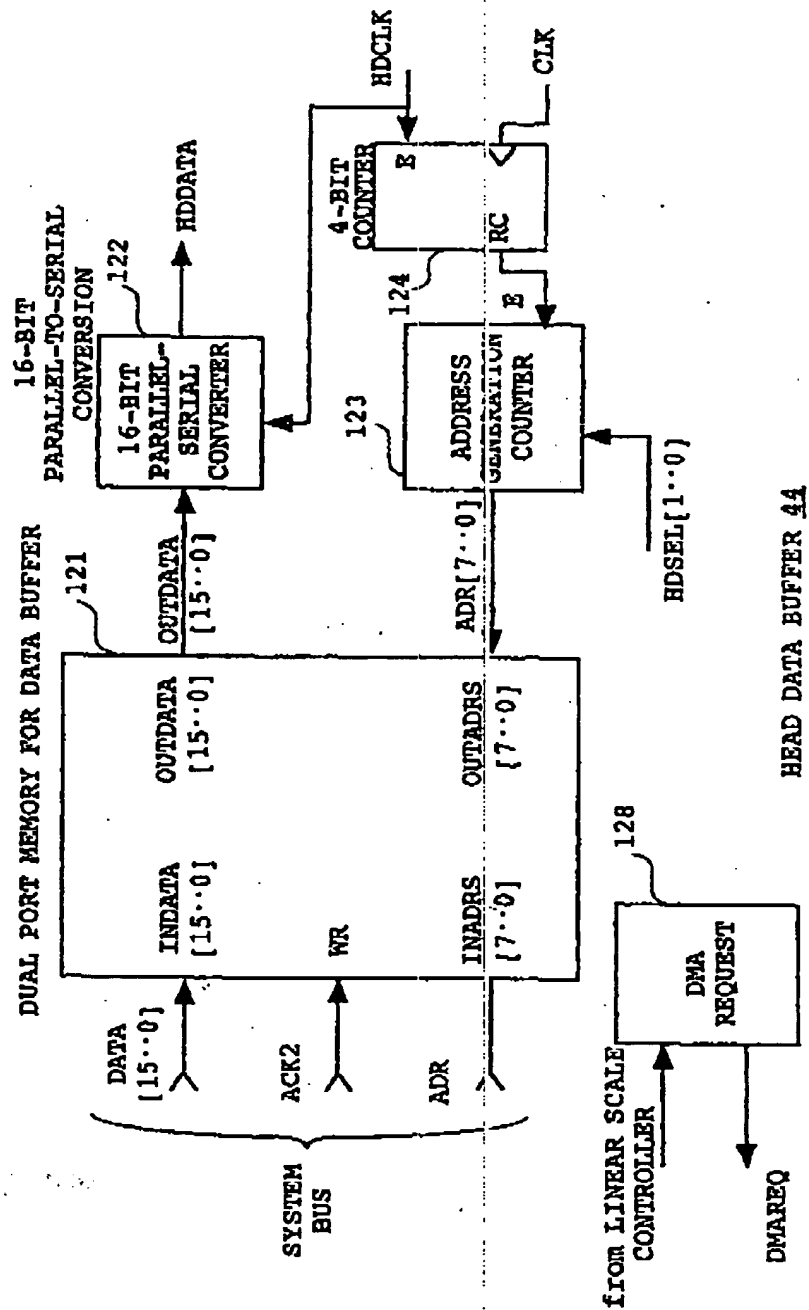 DUAL PORT MEMORY FOR DATA BUFFER
121
SYSTEM
BUS
DATA
[15··0]
ACK2
ADR
INDATA
[15··0]
WR
INADRS
[7··0]
OUTDATA
[15··0]
OUTADRS
[7··0]
OUTDATA
[15··0]
ADR[7··0]
16-BIT
PARALLEL-TO-SERIAL
CONVERSION
122
16-BIT
PARALLEL-
SERIAL
CONVERTER
HDDATA
123
ADDRESS
GENERATION
COUNTER
HDSEL[1··0]
E
124
4-BIT
COUNTER
E
RC
HDCLK
CLK
from LINEAR SCALE
CONTROLLER
DMAREQ
DMA
REQUEST
128
HEAD DATA BUFFER 44